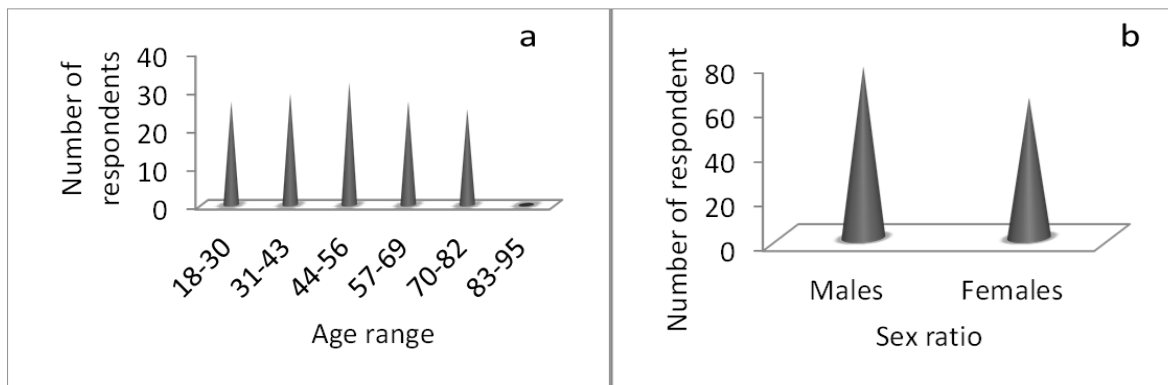 a
Number of
respondents
40
30
20
10
0
18-30
31-43
44-56
57-69
70-82
83-95
Age range
b
Number of respondent
80
60
40
20
0
Males
Females
Sex ratio